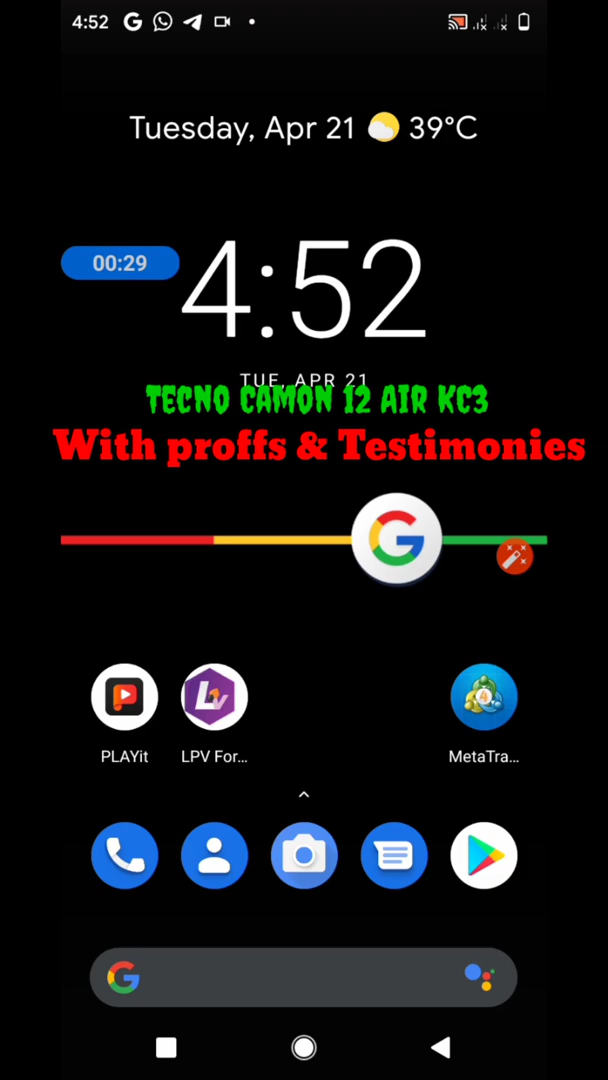 4:52
Tuesday, Apr 21 39°C
00:29
4:52
TUE, APR 21
TECNO CAMON 12 AIR KC3
With proffs & Testimonies
PLAYit
LPV For...
MetaTra...